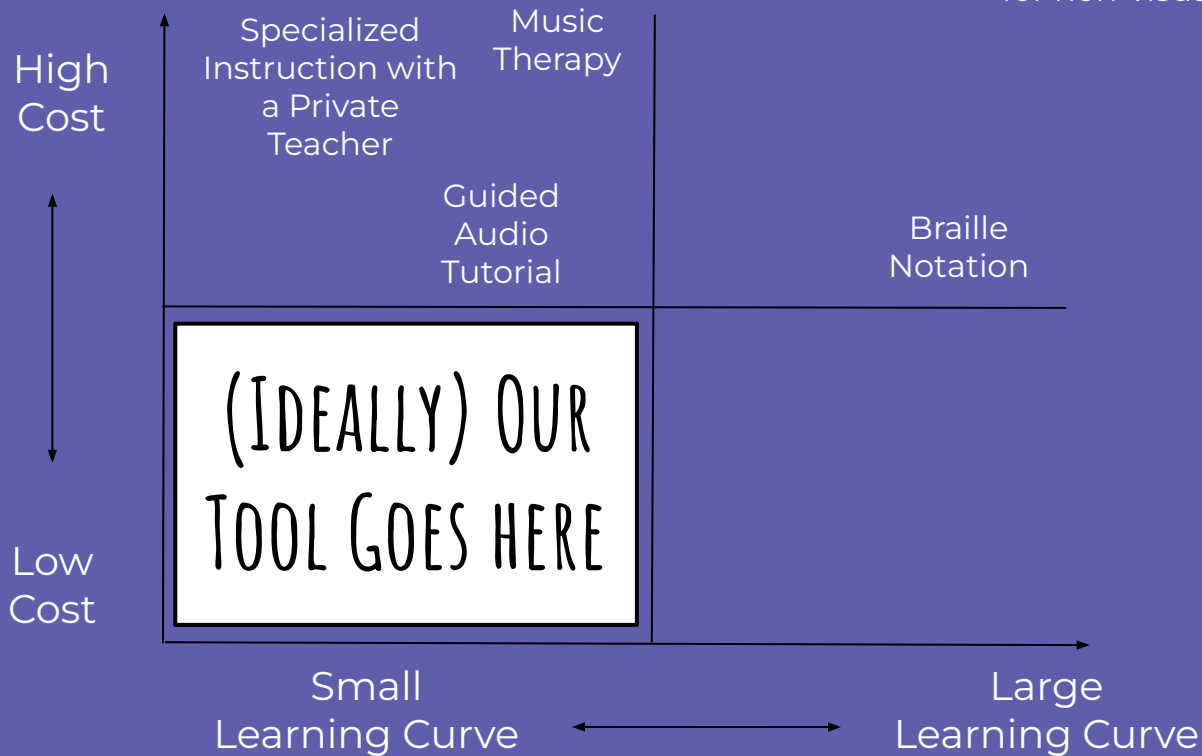 Specialized
Instruction with
a Private
Teacher
Music
Therapy
High
Cost
Guided
Audio
Tutorial
Braille
Notation
(Ideally) Our
Tool Goes here
Low
Cost
Small
Learning Curve
Large
Learning Curve